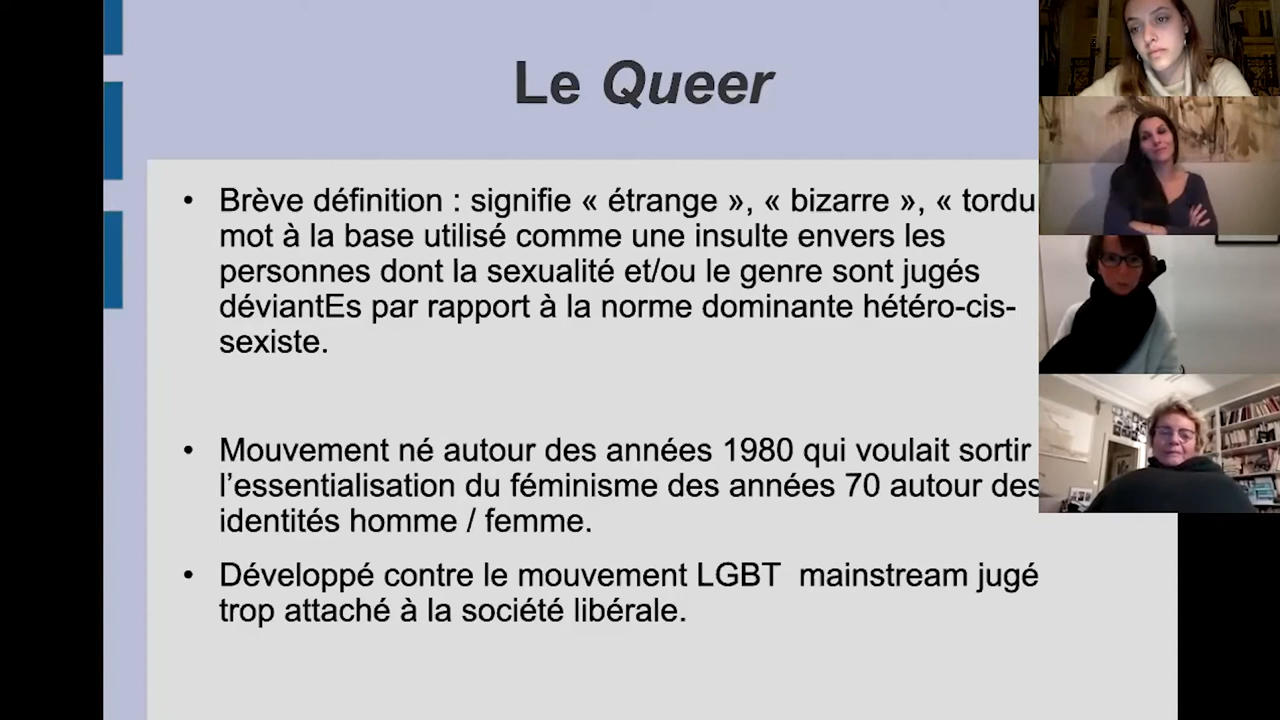 Le Queer
• Brève définition : signifie « étrange », « bizarre », « tordu
mot à la base utilisé comme une insulte envers les
personnes dont la sexualité et/ou le genre sont jugés
déviantEs par rapport à la norme dominante hétéro-cis-
sexiste.
• Mouvement né autour des années 1980 qui voulait sortir
l’essentialisation du féminisme des années 70 autour des
identités homme / femme.
• Développé contre le mouvement LGBT  mainstream jugé
trop attaché à la société libérale.